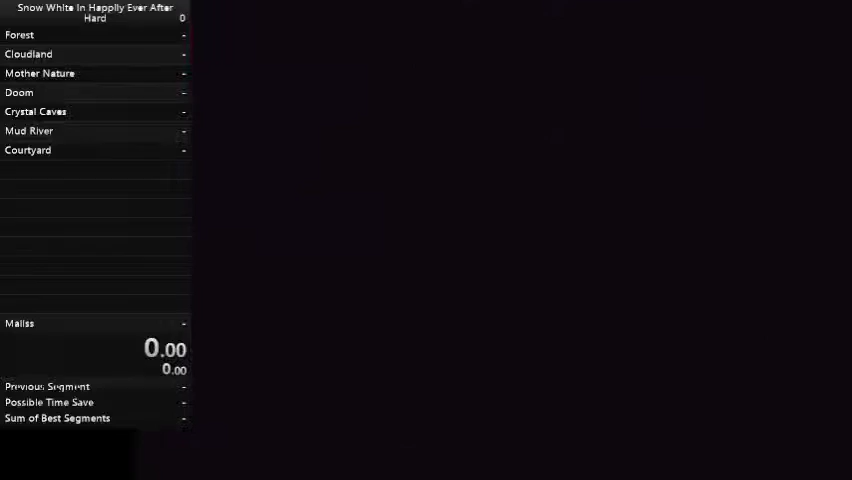 Snow White In Happily Ever After
Hard 0
Forest -
Cloudland -
Mother Nature -
Doom -
Crystal Caves -
Mud River -
Courtyard -
Maliss -
0.00
0.00
Previous Segment -
Possible Time Save -
Sum of Best Segments -